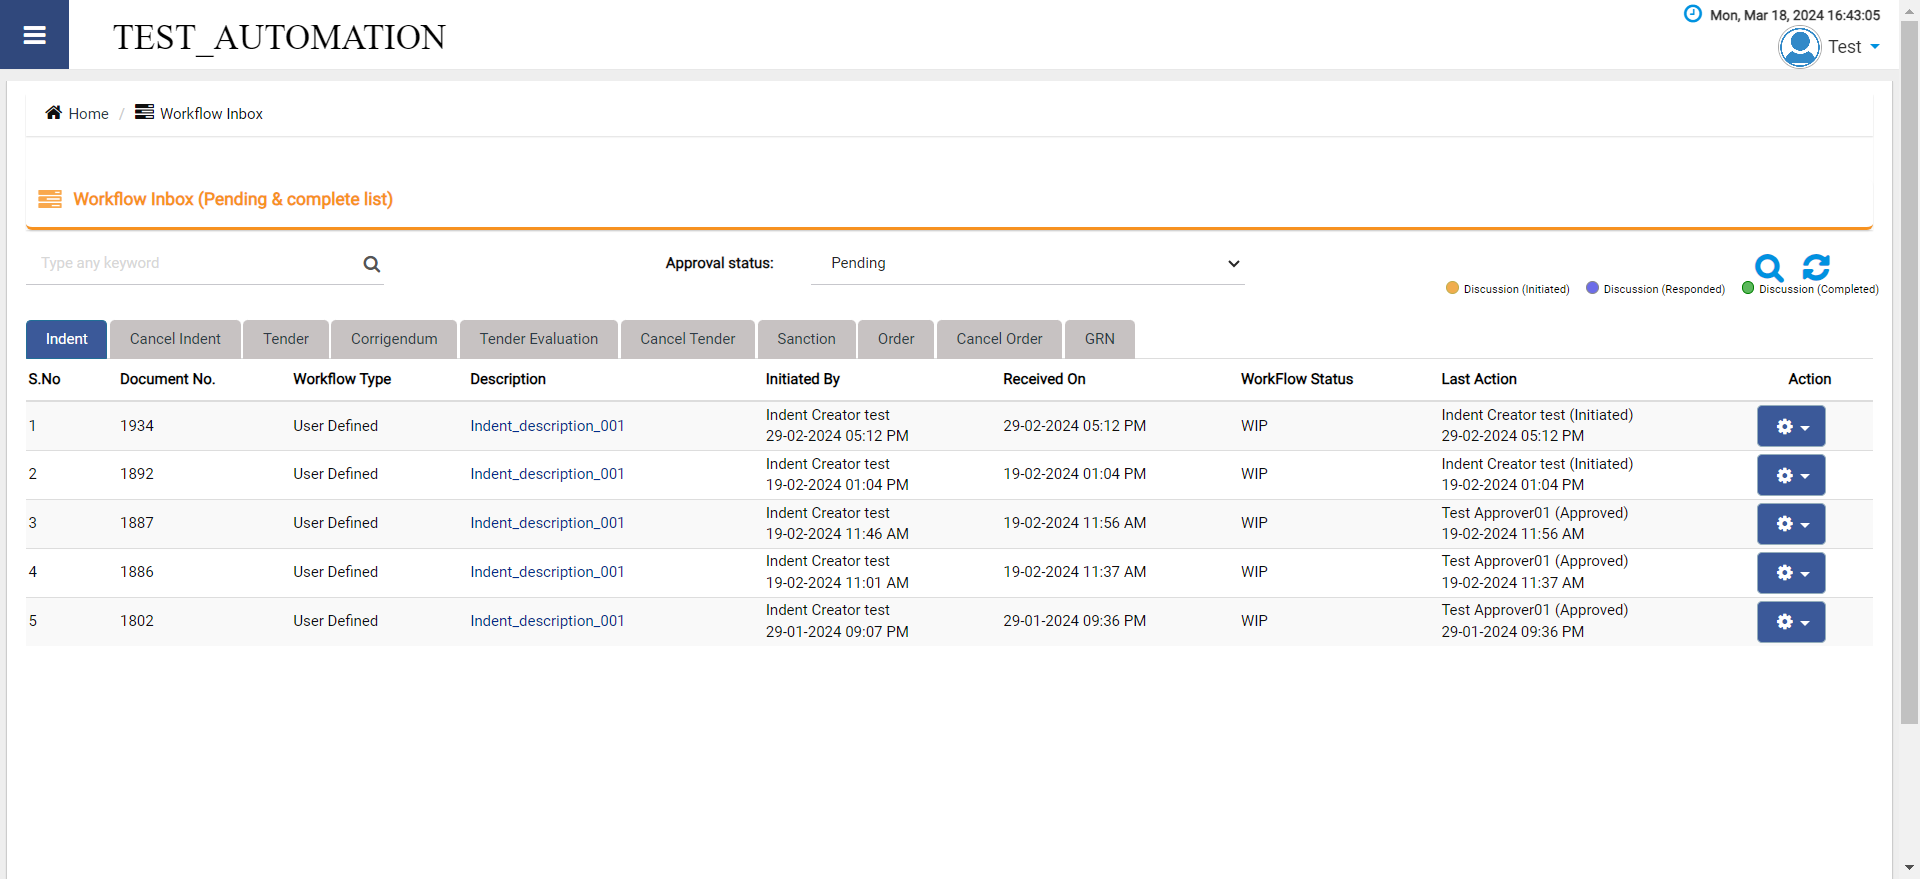 TEST_AUTOMATION
Mon, Mar 18, 2024 16:43:05
Test
Home / Workflow Inbox
Workflow Inbox (Pending & complete list)
Type any keyword
Approval status: Pending
Discussion (Initiated) Discussion (Responded) Discussion (Completed)
Indent Cancel Indent Tender Corrigendum Tender Evaluation Cancel Tender Sanction Order Cancel Order GRN
S.No Document No. Workflow Type Description Initiated By Received On WorkFlow Status Last Action Action
1 1934 User Defined Indent_description_001 Indent Creator test 29-02-2024 05:12 PM 29-02-2024 05:12 PM WIP Indent Creator test (Initiated) 29-02-2024 05:12 PM
2 1892 User Defined Indent_description_001 Indent Creator test 19-02-2024 01:04 PM 19-02-2024 01:04 PM WIP Indent Creator test (Initiated) 19-02-2024 01:04 PM
3 1887 User Defined Indent_description_001 Indent Creator test 19-02-2024 11:46 AM 19-02-2024 11:56 AM WIP Test Approver01 (Approved) 19-02-2024 11:56 AM
4 1886 User Defined Indent_description_001 Indent Creator test 19-02-2024 11:01 AM 19-02-2024 11:37 AM WIP Test Approver01 (Approved) 19-02-2024 11:37 AM
5 1802 User Defined Indent_description_001 Indent Creator test 29-01-2024 09:07 PM 29-01-2024 09:36 PM WIP Test Approver01 (Approved) 29-01-2024 09:36 PM